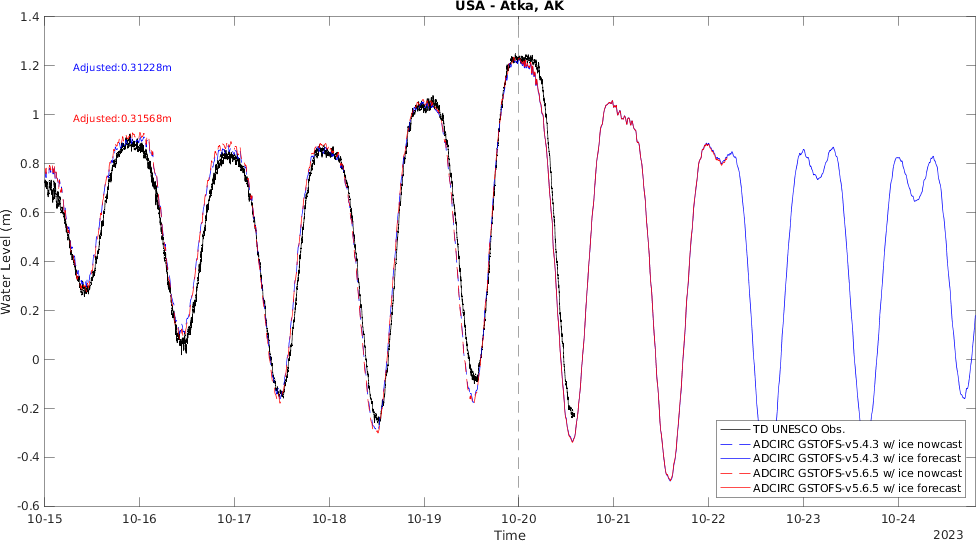 USA - Atka, AK
1.4
1.2
1
0.8
0.6
0.4
0.2
0
-0.2
-0.4
-0.6
Water Level (m)
Adjusted:0.31228m
Adjusted:0.31568m
TD UNESCO Obs.
ADCIRC GSTOFS-v5.4.3 w/ ice nowcast
ADCIRC GSTOFS-v5.4.3 w/ ice forecast
ADCIRC GSTOFS-v5.6.5 w/ ice nowcast
ADCIRC GSTOFS-v5.6.5 w/ ice forecast
10-15 10-16 10-17 10-18 10-19 10-20 10-21 10-22 10-23 10-24
Time
2023